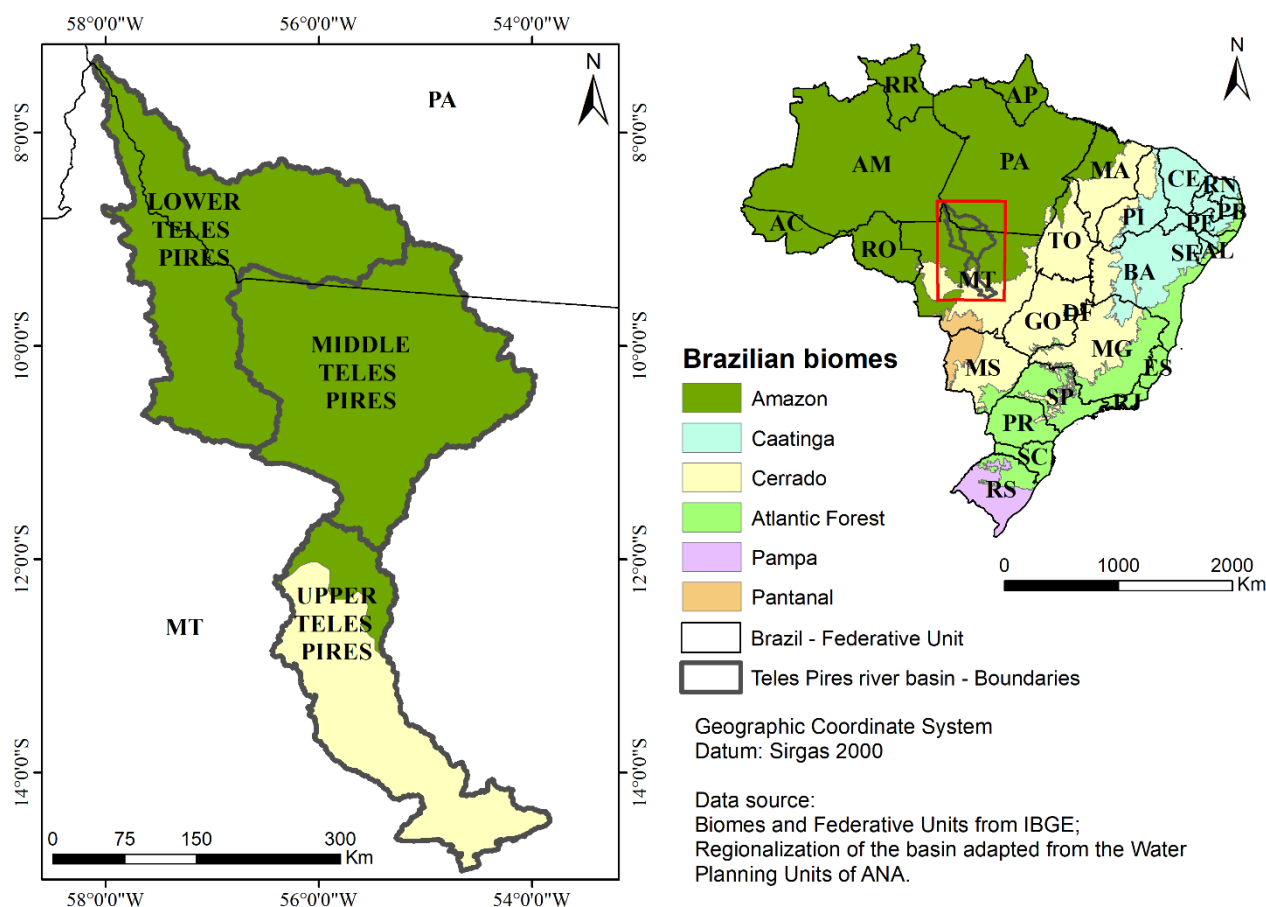 58°0'0"W
56°0'0"W
54°0'0"W
8°0'0"S
10°0'0"S
12°0'0"S
14°0'0"S
N
PA
LOWER
TELES
PIRES
MIDDLE
TELES
PIRES
UPPER
TELES
PIRES
MT
0 75 150 300
Km
8°0'0"S
10°0'0"S
12°0'0"S
14°0'0"S
58°0'0"W
56°0'0"W
54°0'0"W
N
RR
AP
AM
PA
MA
CE
RN
PB
PE
PI
AC
RO
TO
SE
AL
BA
MT
GO
DF
MG
ES
MS
SP
RJ
PR
SC
RS
Brazilian biomes
Amazon
Caatinga
Cerrado
Atlantic Forest
Pampa
Pantanal
Brazil - Federative Unit
Teles Pires river basin - Boundaries
0 1000 2000
Km
Geographic Coordinate System
Datum: Sirgas 2000
Data source:
Biomes and Federative Units from IBGE;
Regionalization of the basin adapted from the Water
Planning Units of ANA.